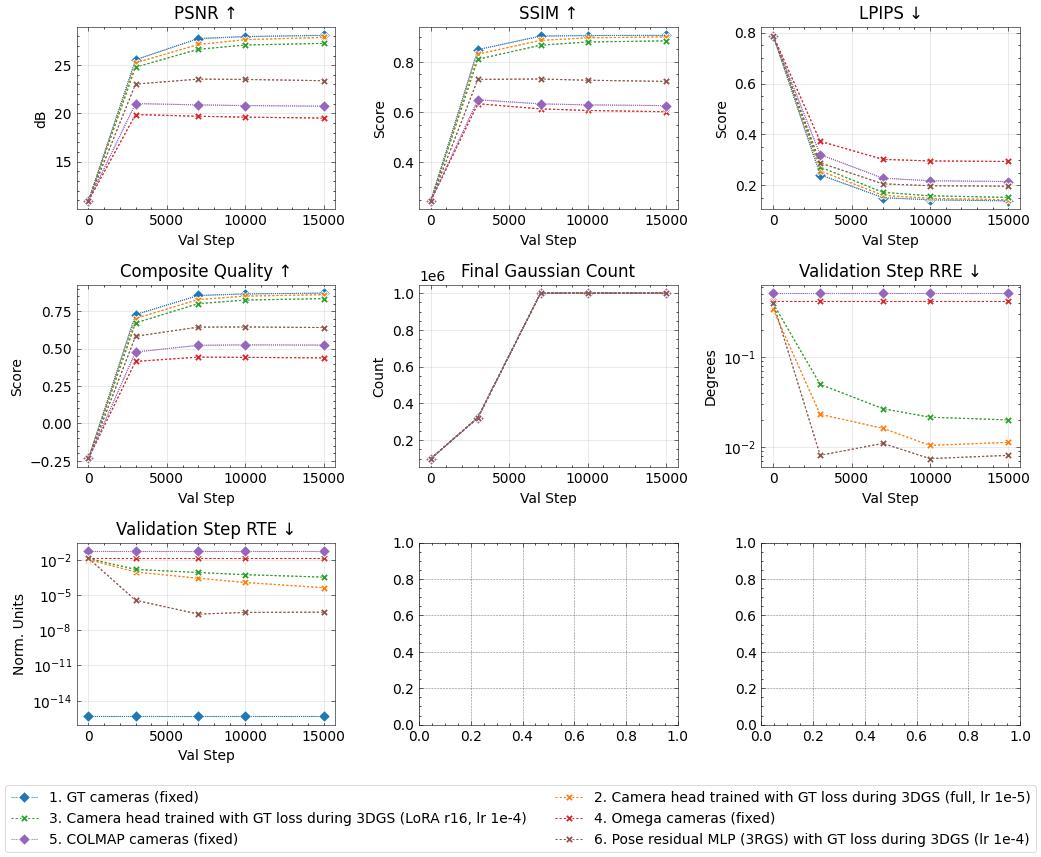 PSNR ↑
SSIM ↑
LPIPS ↓
25
20
15
dB
0
5000
10000
15000
Val Step
0.8
0.6
0.4
Score
0
5000
10000
15000
Val Step
0.8
0.6
0.4
0.2
Score
0
5000
10000
15000
Val Step
Composite Quality ↑
1e6
Final Gaussian Count
Validation Step RRE ↓
0.75
0.50
0.25
0.00
−0.25
Score
0
5000
10000
15000
Val Step
1.0
0.8
0.6
0.4
0.2
Count
0
5000
10000
15000
Val Step
10⁻¹
10⁻²
Degrees
0
5000
10000
15000
Val Step
Validation Step RTE ↓
10⁻²
10⁻⁵
10⁻⁸
10⁻¹¹
10⁻¹⁴
Norm. Units
0
5000
10000
15000
Val Step
1.0
0.8
0.6
0.4
0.2
0.0
0.0
0.2
0.4
0.6
0.8
1.0
1.0
0.8
0.6
0.4
0.2
0.0
0.0
0.2
0.4
0.6
0.8
1.0
1. GT cameras (fixed)
2. Camera head trained with GT loss during 3DGS (full, lr 1e-5)
3. Camera head trained with GT loss during 3DGS (LoRA r16, lr 1e-4)
4. Omega cameras (fixed)
5. COLMAP cameras (fixed)
6. Pose residual MLP (3RGS) with GT loss during 3DGS (lr 1e-4)